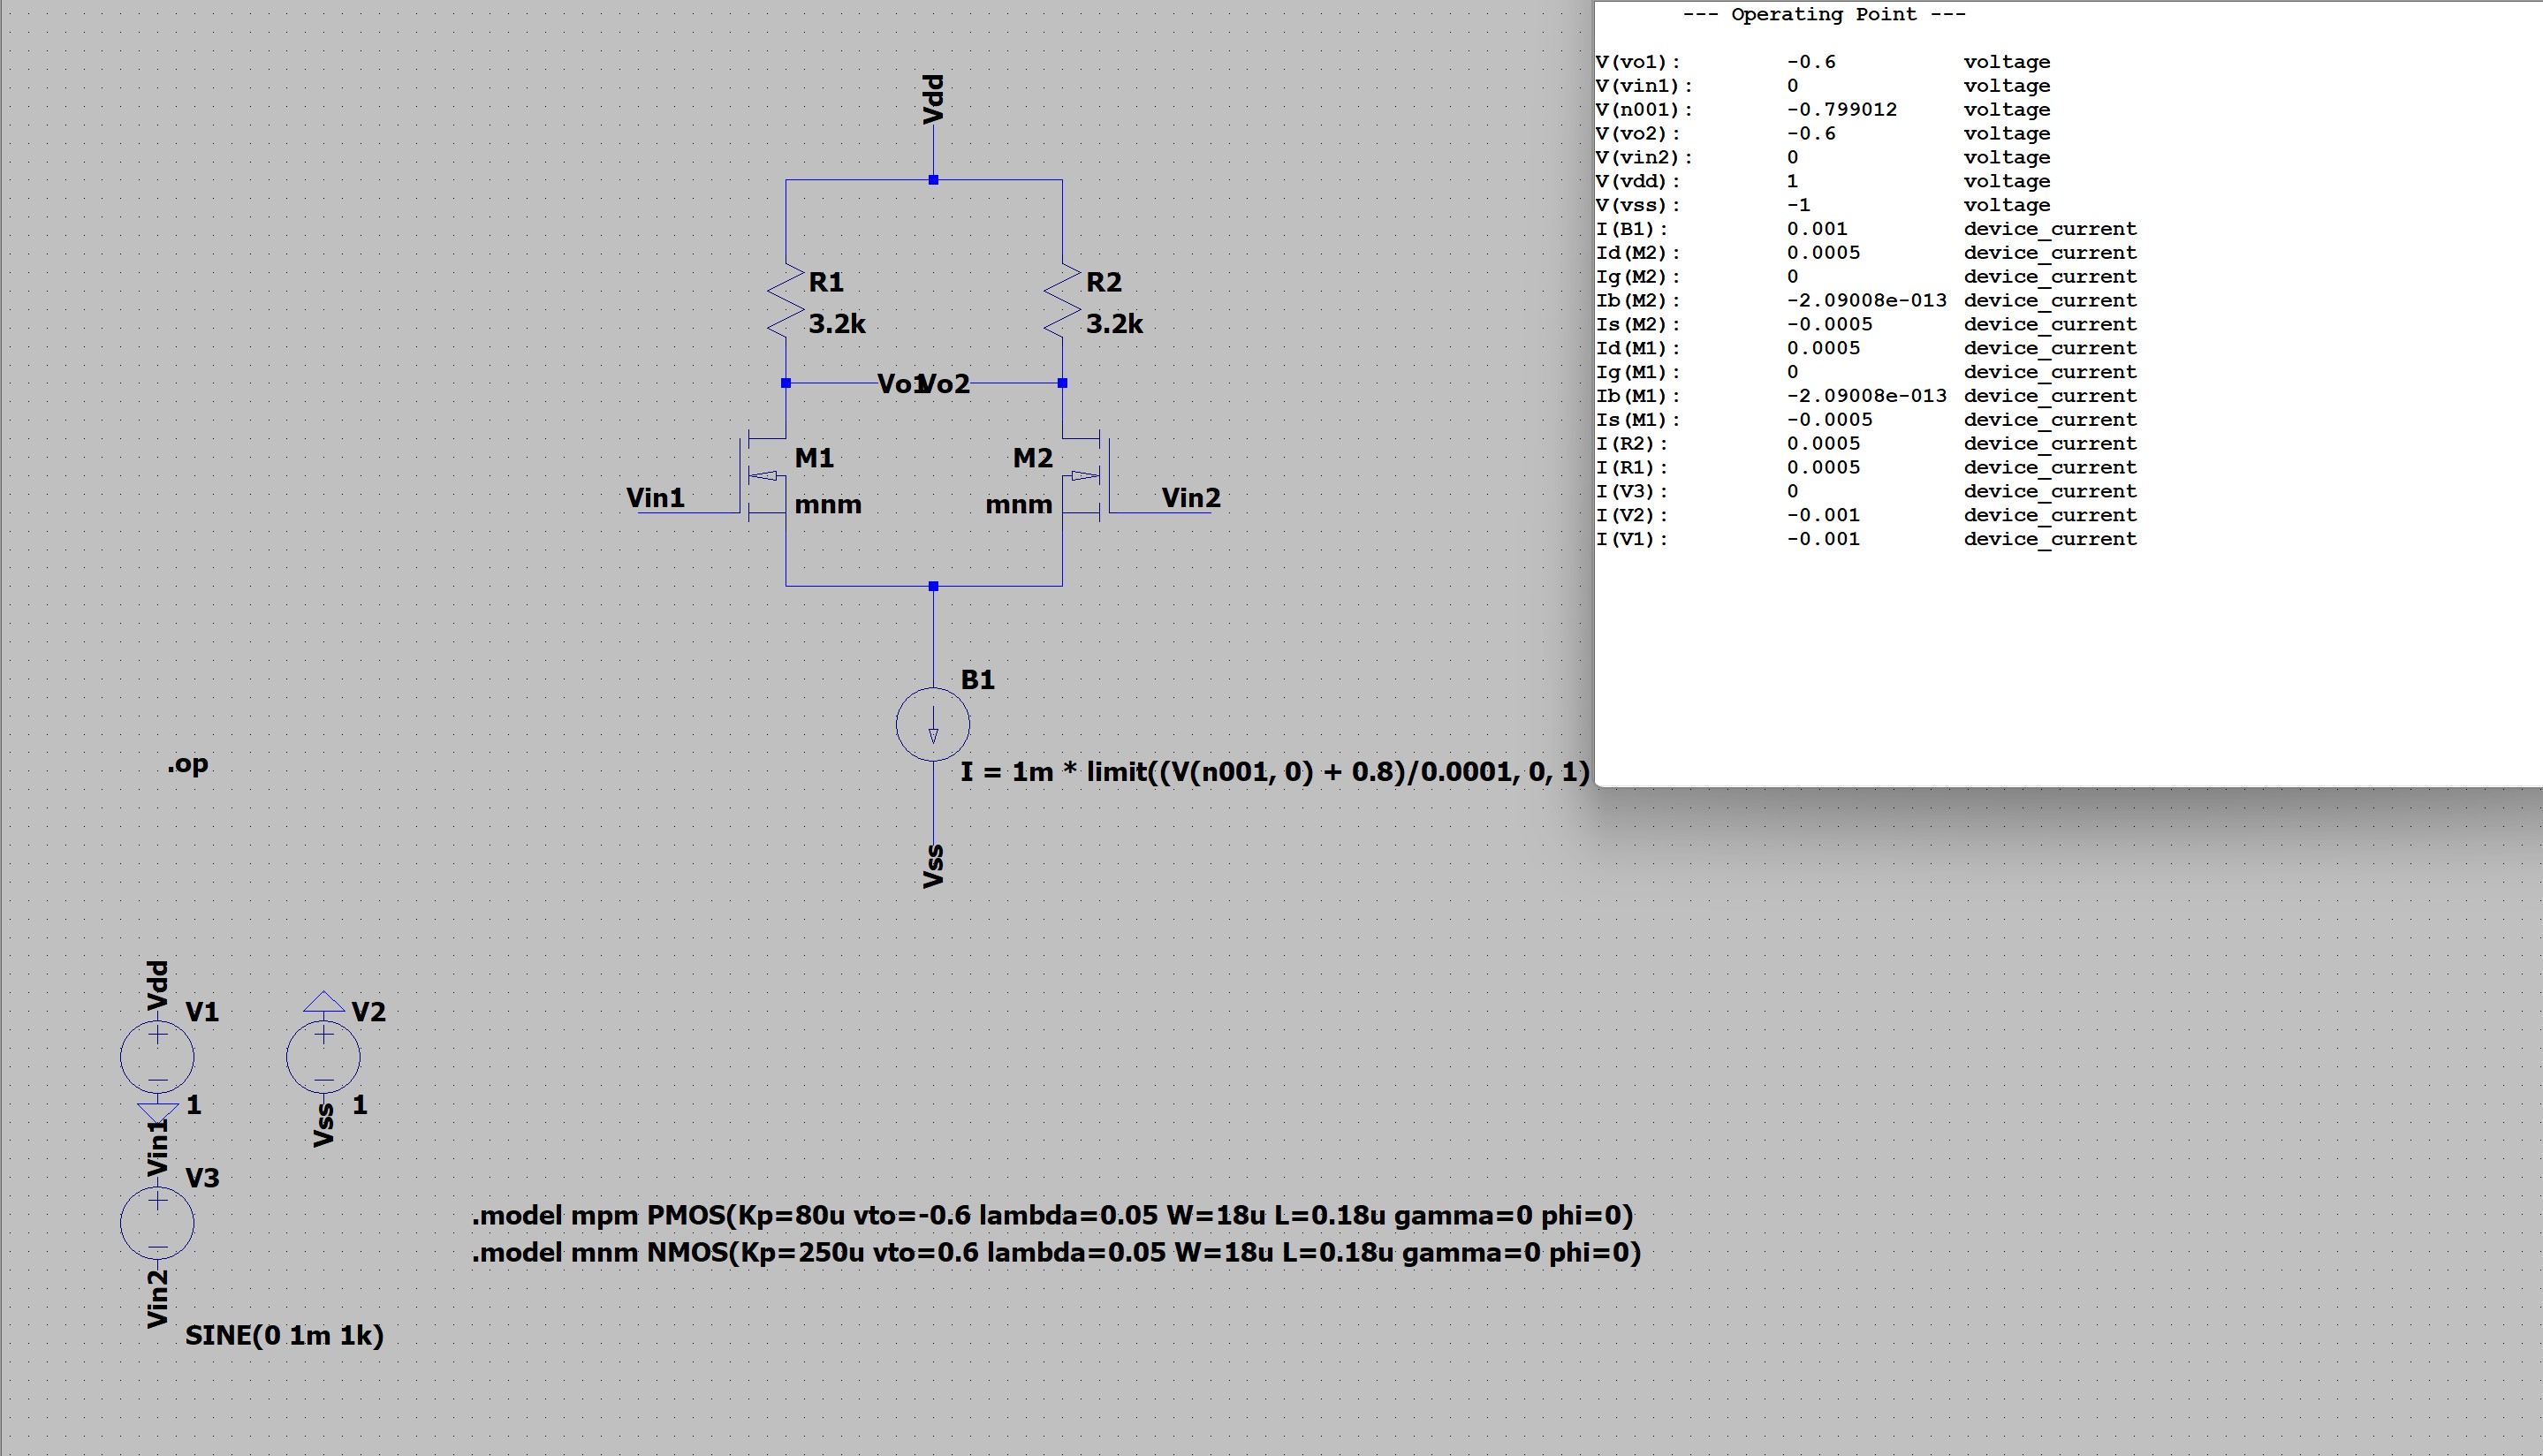 Vdd
R1
3.2k
R2
3.2k
Vo1
Vo2
M1
mnm
M2
mnm
Vin1
Vin2
B1
I = 1m * limit((V(n001, 0) + 0.8)/0.0001, 0, 1)
Vss
.op
Vdd
V1
1
V2
1
Vss
Vin1
V3
Vin2
SINE(0 1m 1k)
.model mpm PMOS(Kp=80u vto=-0.6 lambda=0.05 W=18u L=0.18u gamma=0 phi=0)
.model mnm NMOS(Kp=250u vto=0.6 lambda=0.05 W=18u L=0.18u gamma=0 phi=0)
--- Operating Point ---
V(vo1): -0.6 voltage
V(vin1): 0 voltage
V(n001): -0.799012 voltage
V(vo2): -0.6 voltage
V(vin2): 0 voltage
V(vdd): 1 voltage
V(vss): -1 voltage
I(B1): 0.001 device_current
Id(M2): 0.0005 device_current
Ig(M2): 0 device_current
Ib(M2): -2.09008e-013 device_current
Is(M2): -0.0005 device_current
Id(M1): 0.0005 device_current
Ig(M1): 0 device_current
Ib(M1): -2.09008e-013 device_current
Is(M1): -0.0005 device_current
I(R2): 0.0005 device_current
I(R1): 0.0005 device_current
I(V3): 0 device_current
I(V2): -0.001 device_current
I(V1): -0.001 device_current